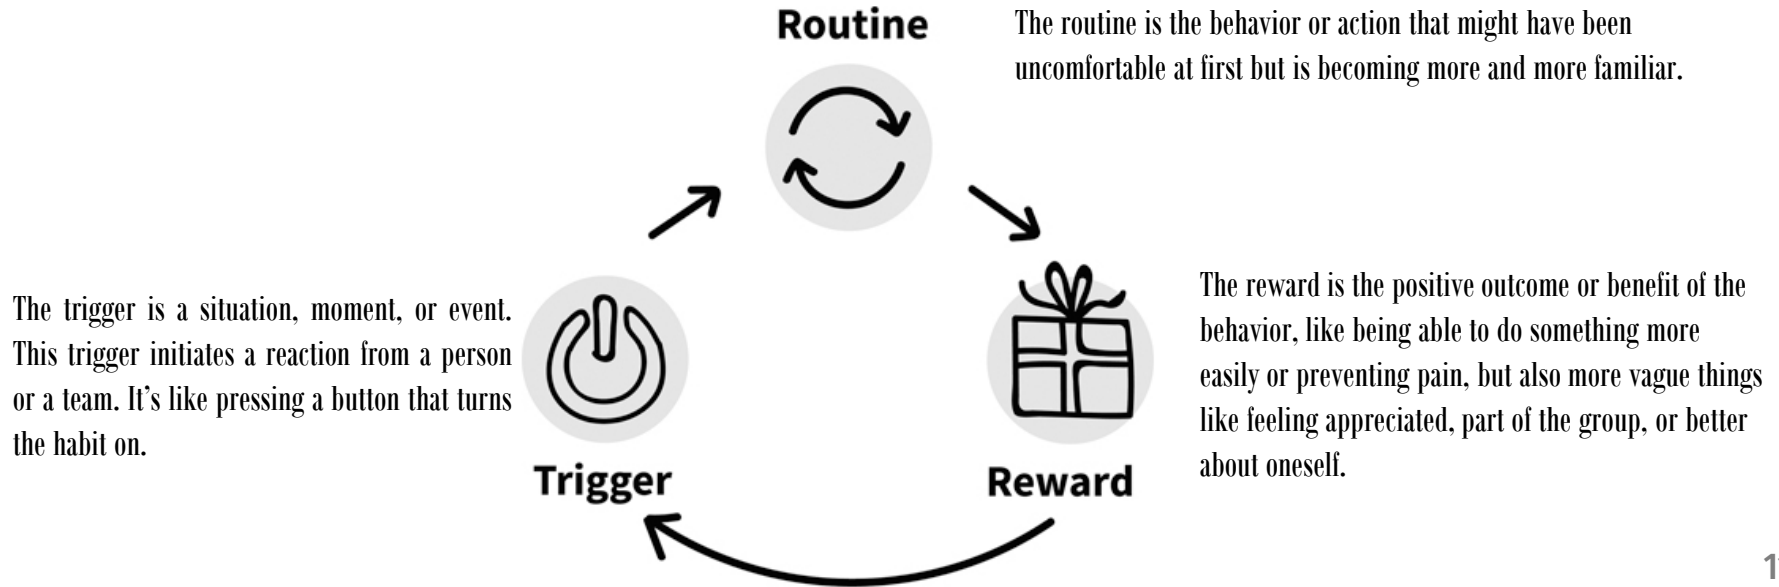 Routine
The routine is the behavior or action that might have been
uncomfortable at first but is becoming more and more familiar.
The trigger is a situation, moment, or event.
This trigger initiates a reaction from a person
or a team. It’s like pressing a button that turns
the habit on.
Trigger
The reward is the positive outcome or benefit of the
behavior, like being able to do something more
easily or preventing pain, but also more vague things
like feeling appreciated, part of the group, or better
about oneself.
Reward